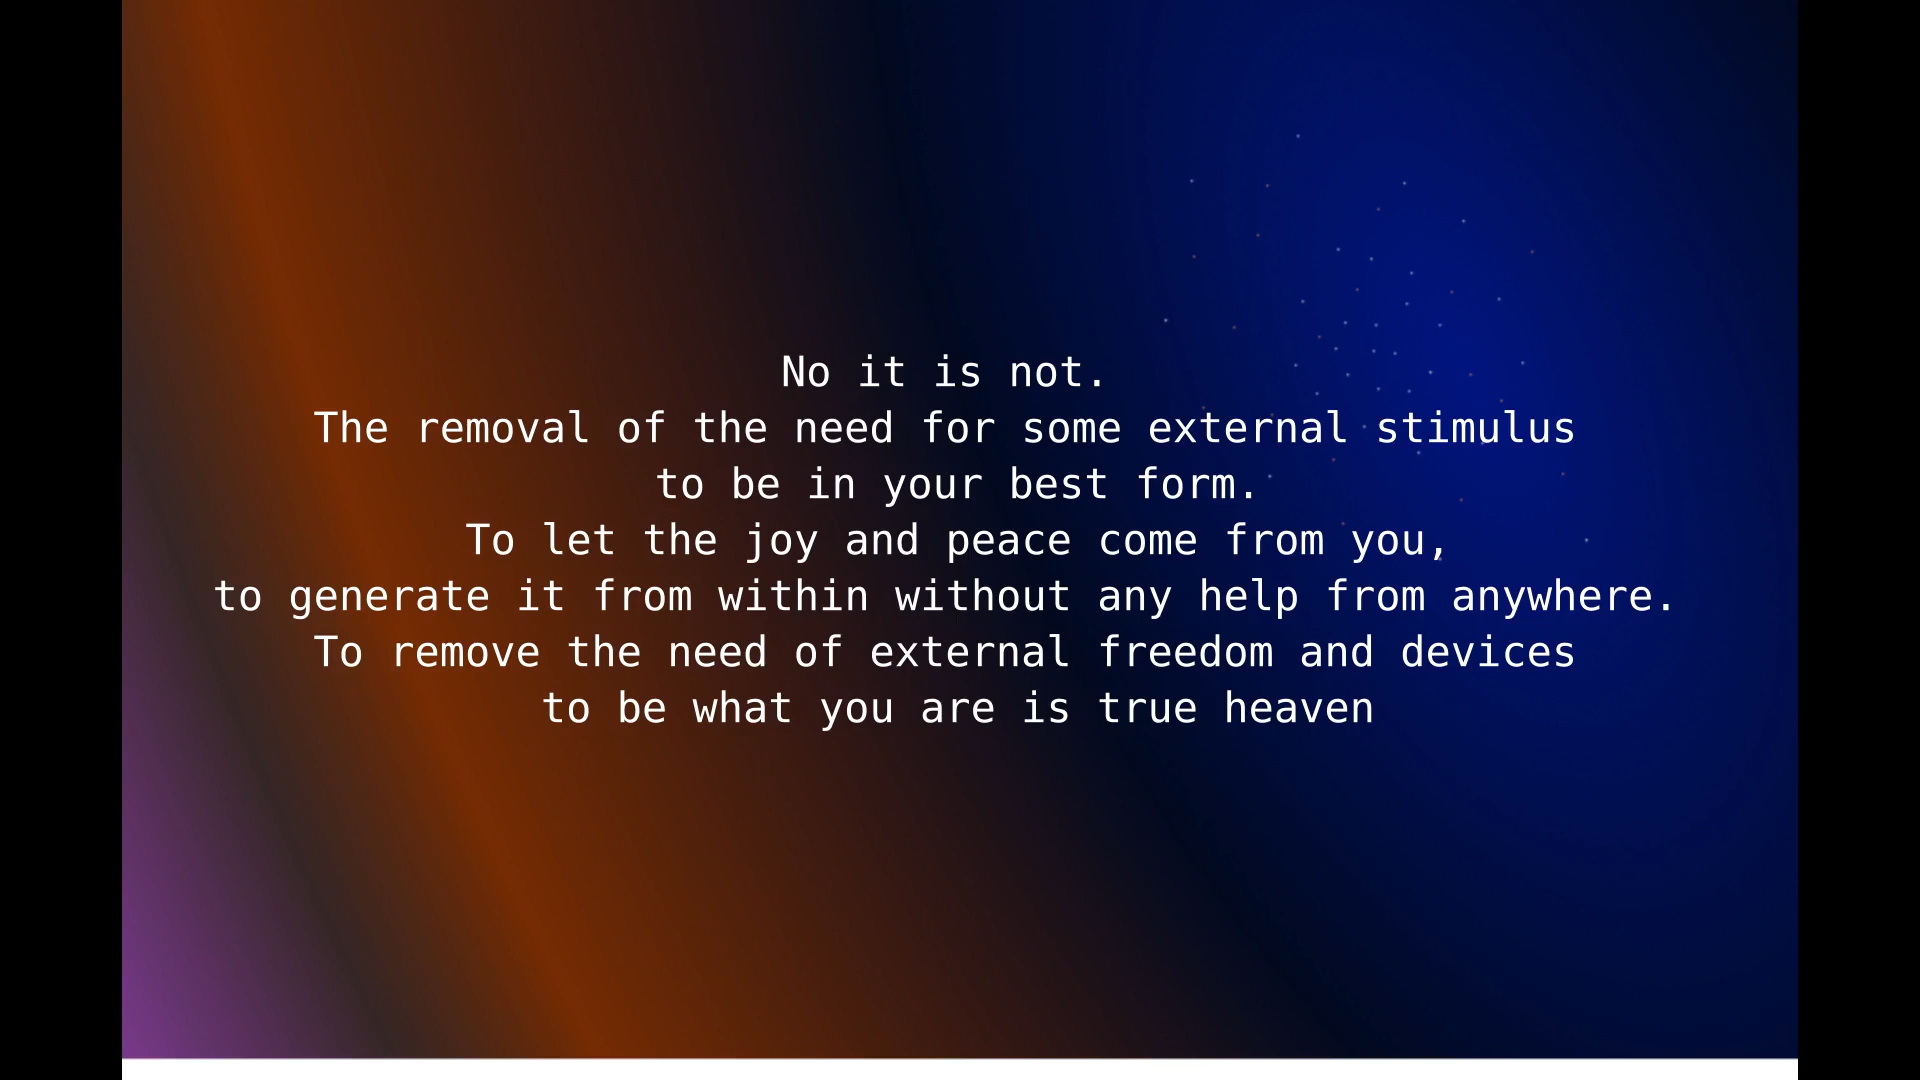 No it is not.
The removal of the need for some external stimulus
to be in your best form.
To let the joy and peace come from you,
to generate it from within without any help from anywhere.
To remove the need of external freedom and devices
to be what you are is true heaven